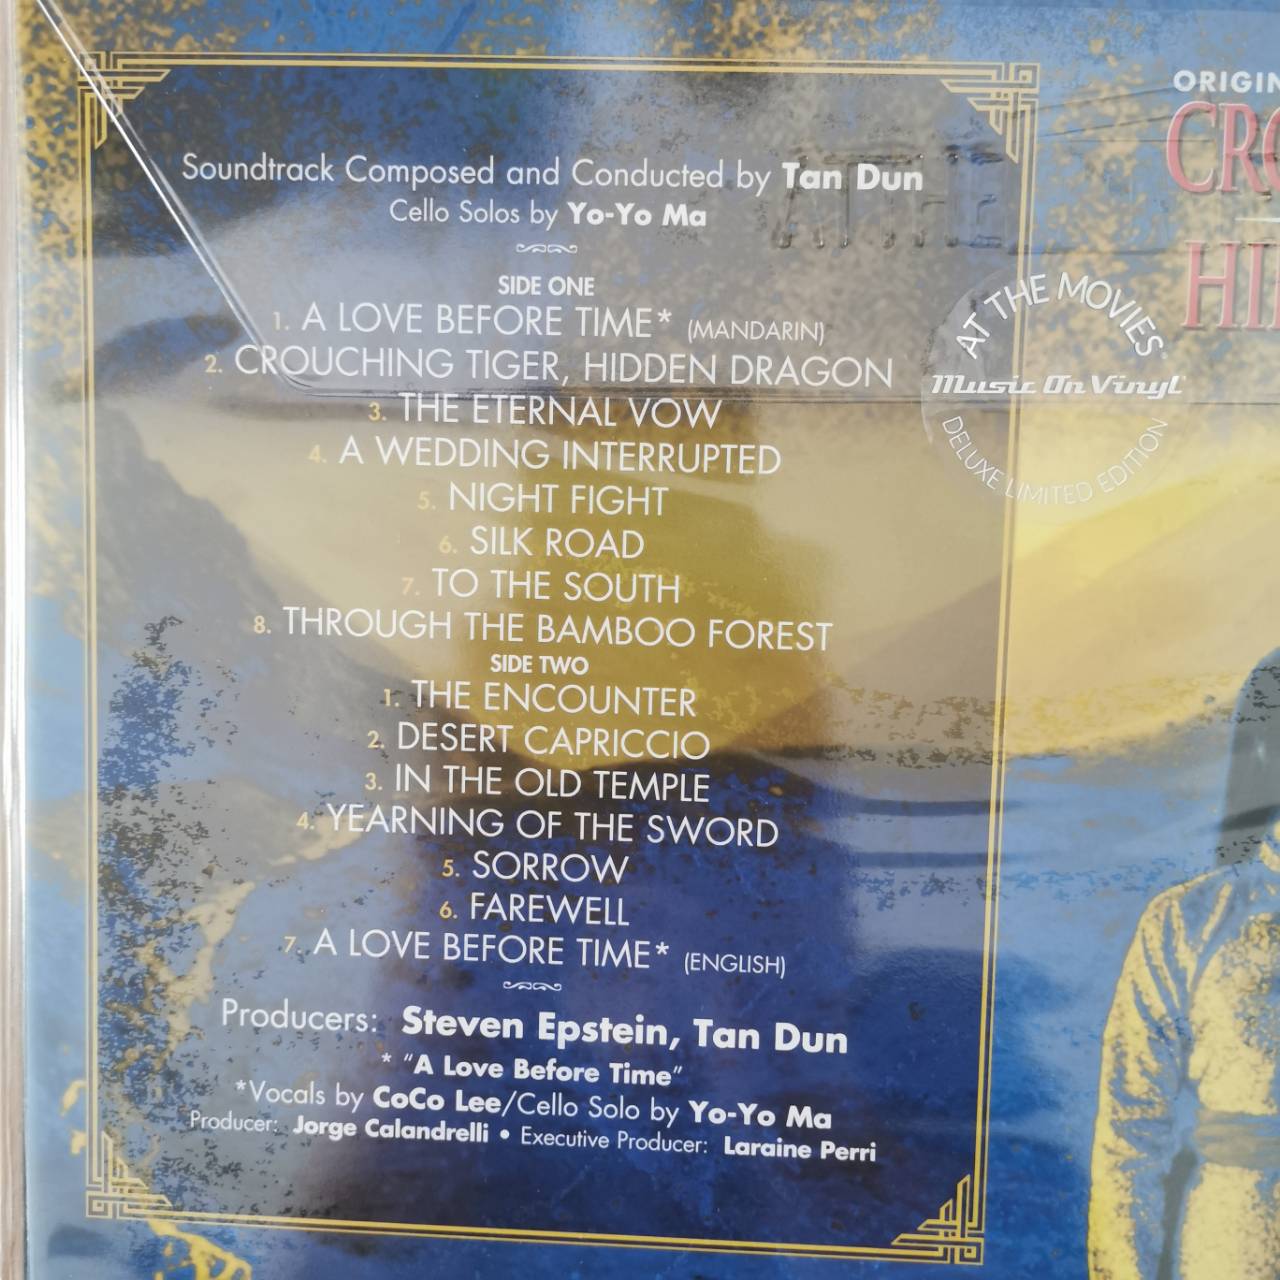 Soundtrack Composed and Conducted by Tan Dun
Cello Solos by Yo-Yo Ma
SIDE ONE
1. A LOVE BEFORE TIME* (MANDARIN)
2. CROUCHING TIGER, HIDDEN DRAGON
3. THE ETERNAL VOW
4. A WEDDING INTERRUPTED
5. NIGHT FIGHT
6. SILK ROAD
7. TO THE SOUTH
8. THROUGH THE BAMBOO FOREST
SIDE TWO
1. THE ENCOUNTER
2. DESERT CAPRICCIO
3. IN THE OLD TEMPLE
4. YEARNING OF THE SWORD
5. SORROW
6. FAREWELL
7. A LOVE BEFORE TIME* (ENGLISH)
Producers: Steven Epstein, Tan Dun
* "A Love Before Time"
*Vocals by CoCo Lee/Cello Solo by Yo-Yo Ma
Producer: Jorge Calandrelli • Executive Producer: Laraine Perri
AT THE
AT THE MOVIES
Music On Vinyl
DELUXE LIMITED EDITION